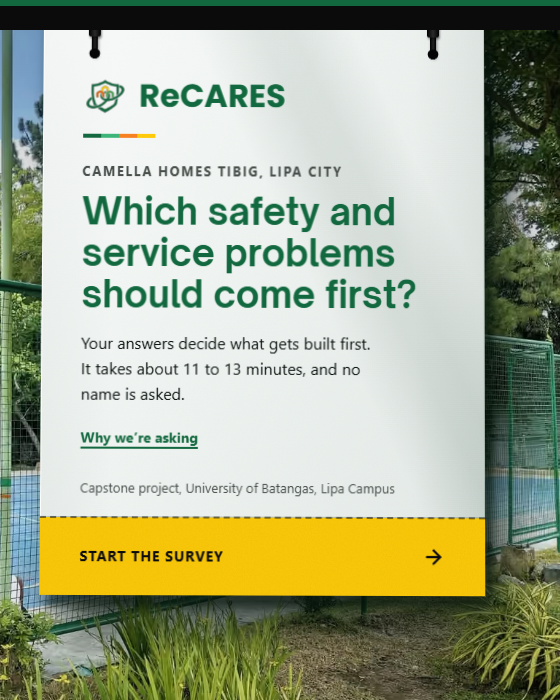 ReCARES
CAMELLA HOMES TIBIG, LIPA CITY
Which safety and
service problems
should come first?
Your answers decide what gets built first.
It takes about 11 to 13 minutes, and no
name is asked.
Why we're asking
Capstone project, University of Batangas, Lipa Campus
START THE SURVEY